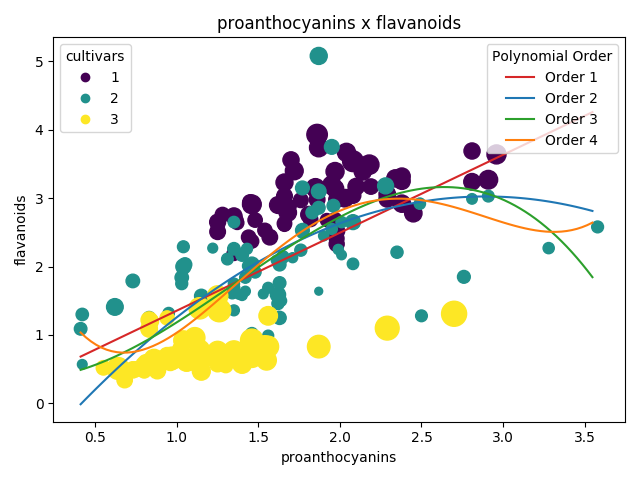 proanthocyanins x flavanoids
cultivars
1
2
3
Polynomial Order
Order 1
Order 2
Order 3
Order 4
flavanoids
5
4
3
2
1
0
0.5 1.0 1.5 2.0 2.5 3.0 3.5
proanthocyanins